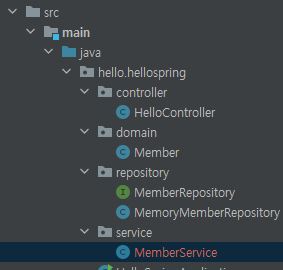 src
main
java
hello.hellospring
controller
C HelloController
domain
C Member
repository
I MemberRepository
C MemoryMemberRepository
service
C MemberService